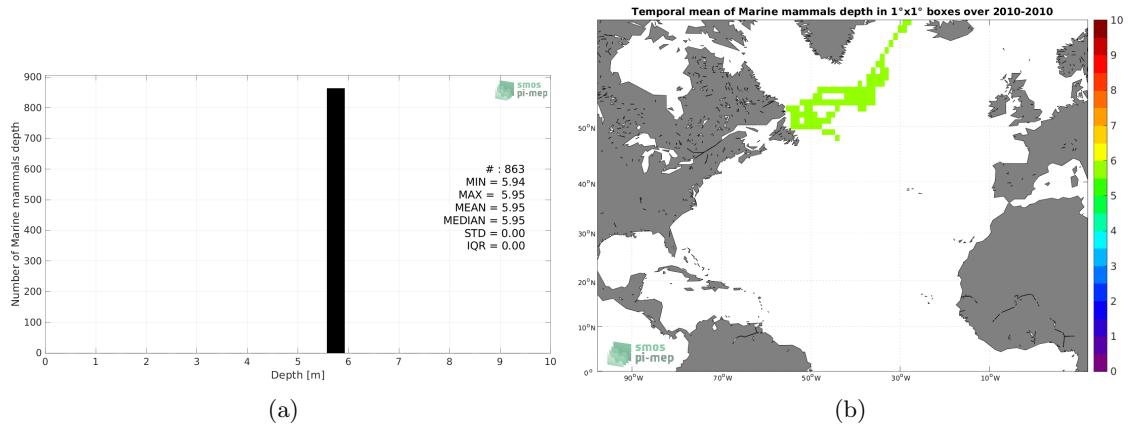 Number of Marine mammals depth
900
800
700
600
500
400
300
200
100
0
smos
pi-mep
# : 863
MIN = 5.94
MAX = 5.95
MEAN = 5.95
MEDIAN = 5.95
STD = 0.00
IQR = 0.00
0 1 2 3 4 5 6 7 8 9 10
Depth [m]
(a)
Temporal mean of Marine mammals depth in 1°x1° boxes over 2010-2010
50°N
40°N
30°N
20°N
10°N
0°
smos
pi-mep
90°W 70°W 50°W 30°W 10°W
10
9
8
7
6
5
4
3
2
1
0
(b)